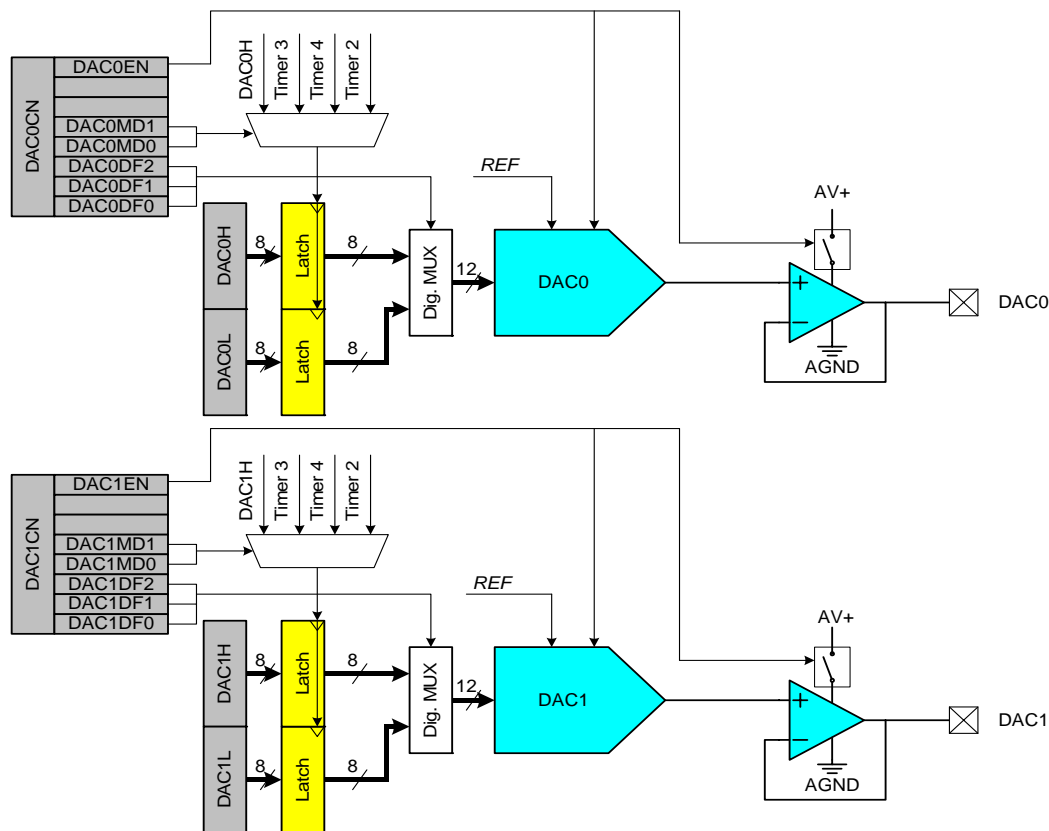 DAC0CN
DAC0EN
DAC0MD1
DAC0MD0
DAC0DF2
DAC0DF1
DAC0DF0
DAC0H
Timer 3
Timer 4
Timer 2
REF
AV+
DAC0H
8
Latch
8
Dig. MUX
12
DAC0
+
−
DAC0
DAC0L
8
Latch
8
AGND
DAC1CN
DAC1EN
DAC1MD1
DAC1MD0
DAC1DF2
DAC1DF1
DAC1DF0
DAC1H
Timer 3
Timer 4
Timer 2
REF
AV+
DAC1H
8
Latch
8
Dig. MUX
12
DAC1
+
−
DAC1
DAC1L
8
Latch
8
AGND